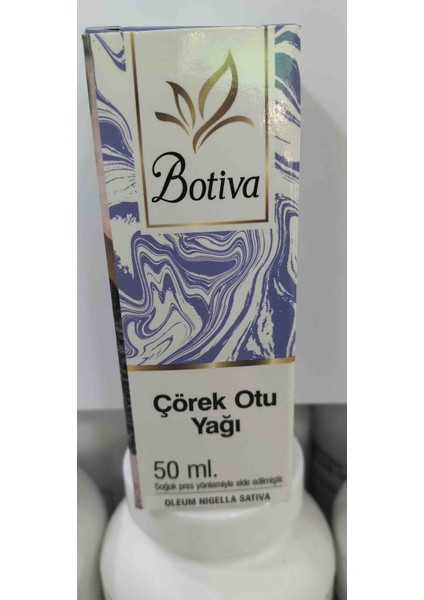 Botiva
Çörek Otu
Yağı
50 ml.
Soğuk pres yöntemiyle elde edilmiştir.
OLEUM NIGELLA SATIVA